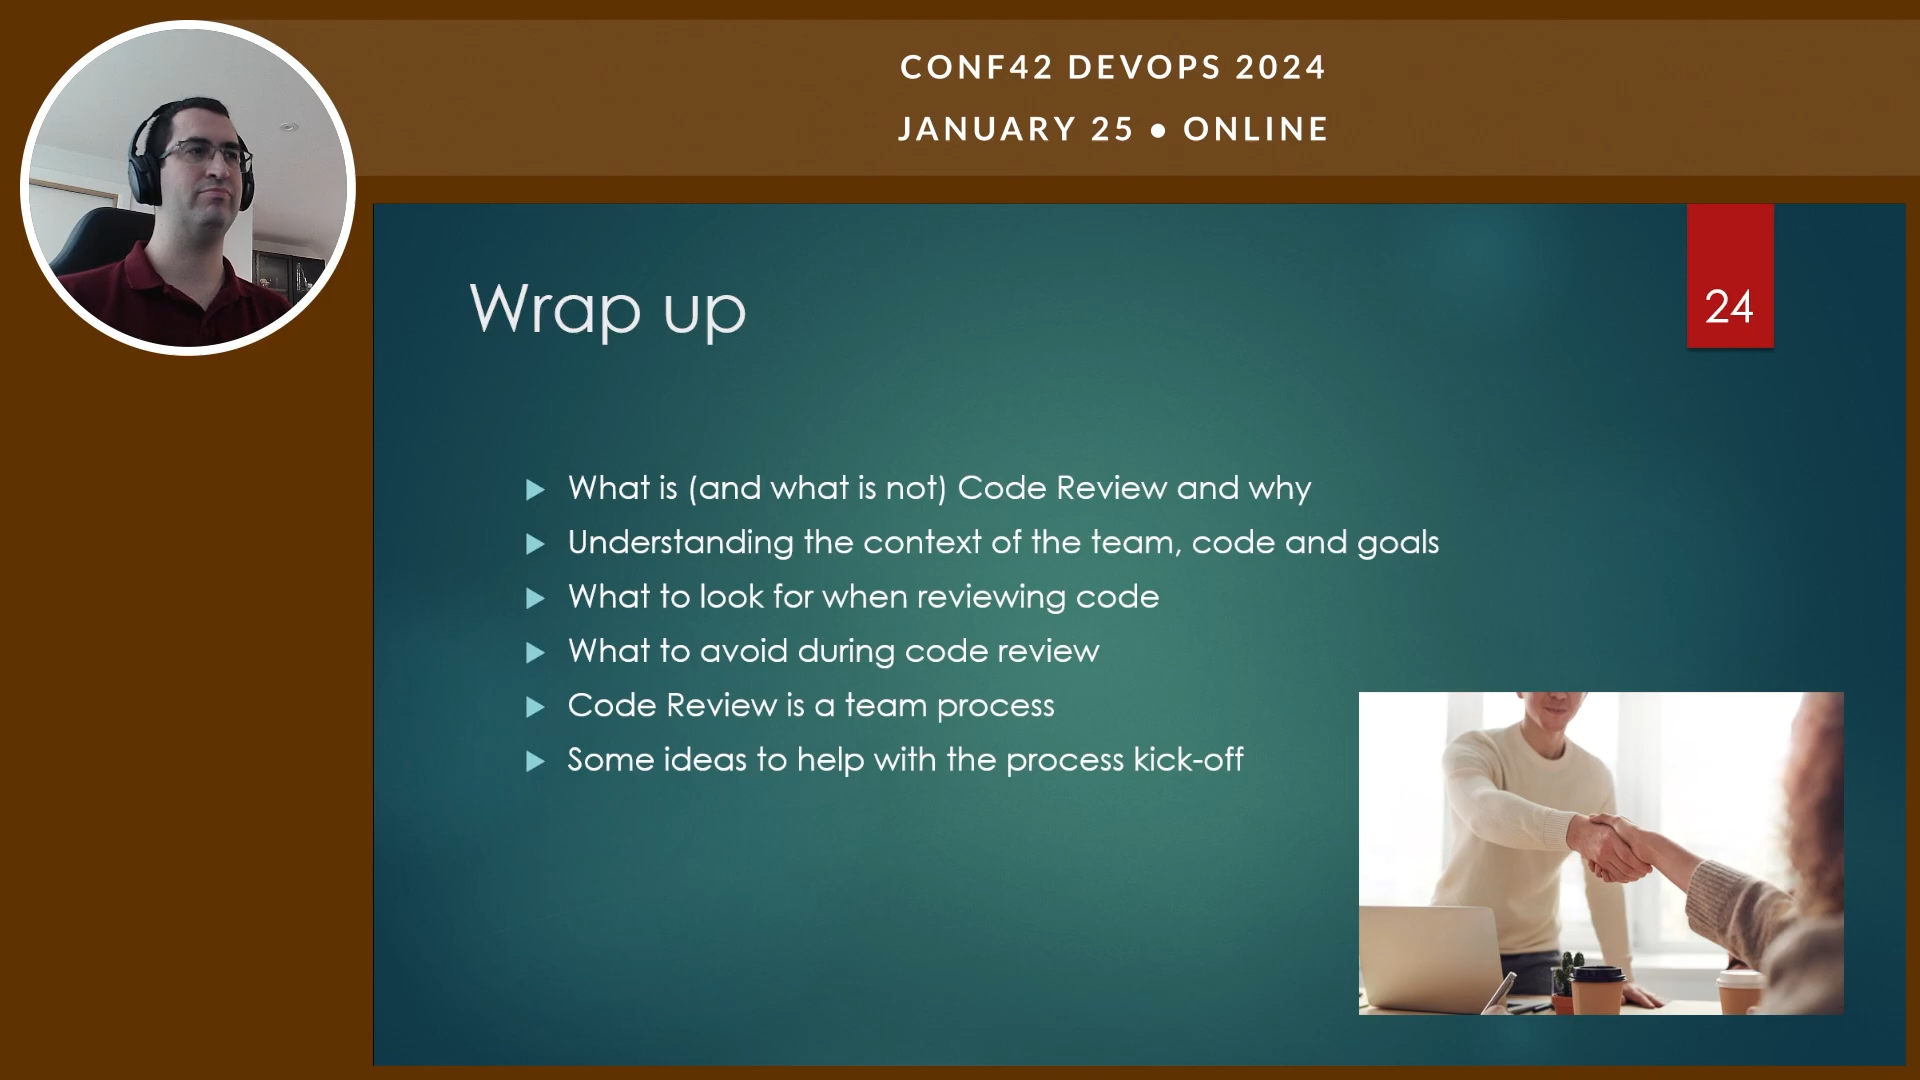 CONF42 DEVOPS 2024
JANUARY 25 ● ONLINE
Wrap up
24
What is (and what is not) Code Review and why
Understanding the context of the team, code and goals
What to look for when reviewing code
What to avoid during code review
Code Review is a team process
Some ideas to help with the process kick-off